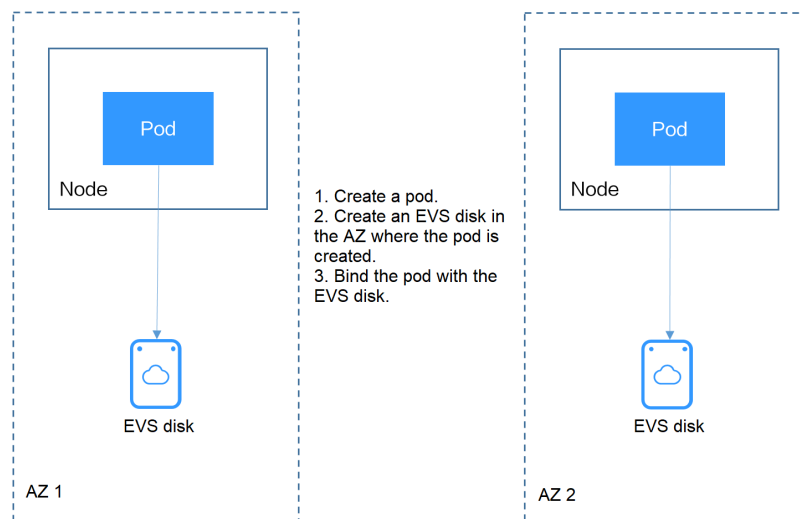 Pod
Node
EVS disk
AZ 1
1. Create a pod.
2. Create an EVS disk in
the AZ where the pod is
created.
3. Bind the pod with the
EVS disk.
Pod
Node
EVS disk
AZ 2